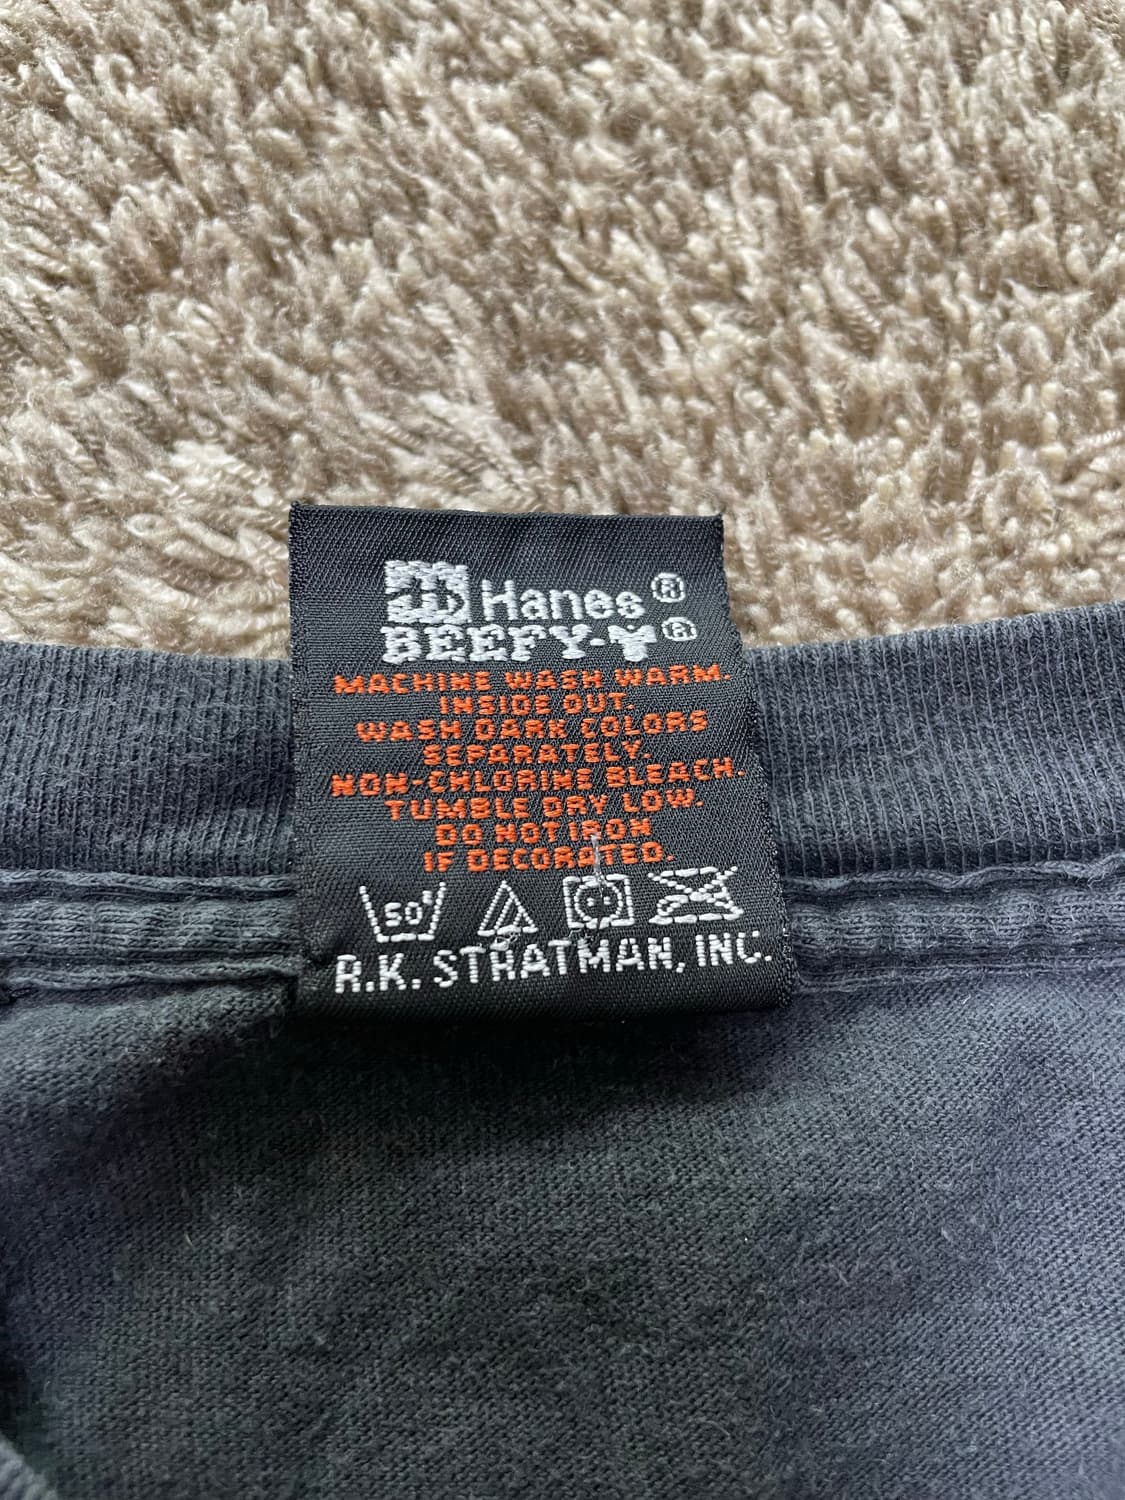 Hanes®
BEEFY-T®
MACHINE WASH WARM.
INSIDE OUT.
WASH DARK COLORS
SEPARATELY.
NON-CHLORINE BLEACH.
TUMBLE DRY LOW.
DO NOT IRON
IF DECORATED.
50°
R.K. STRATMAN, INC.